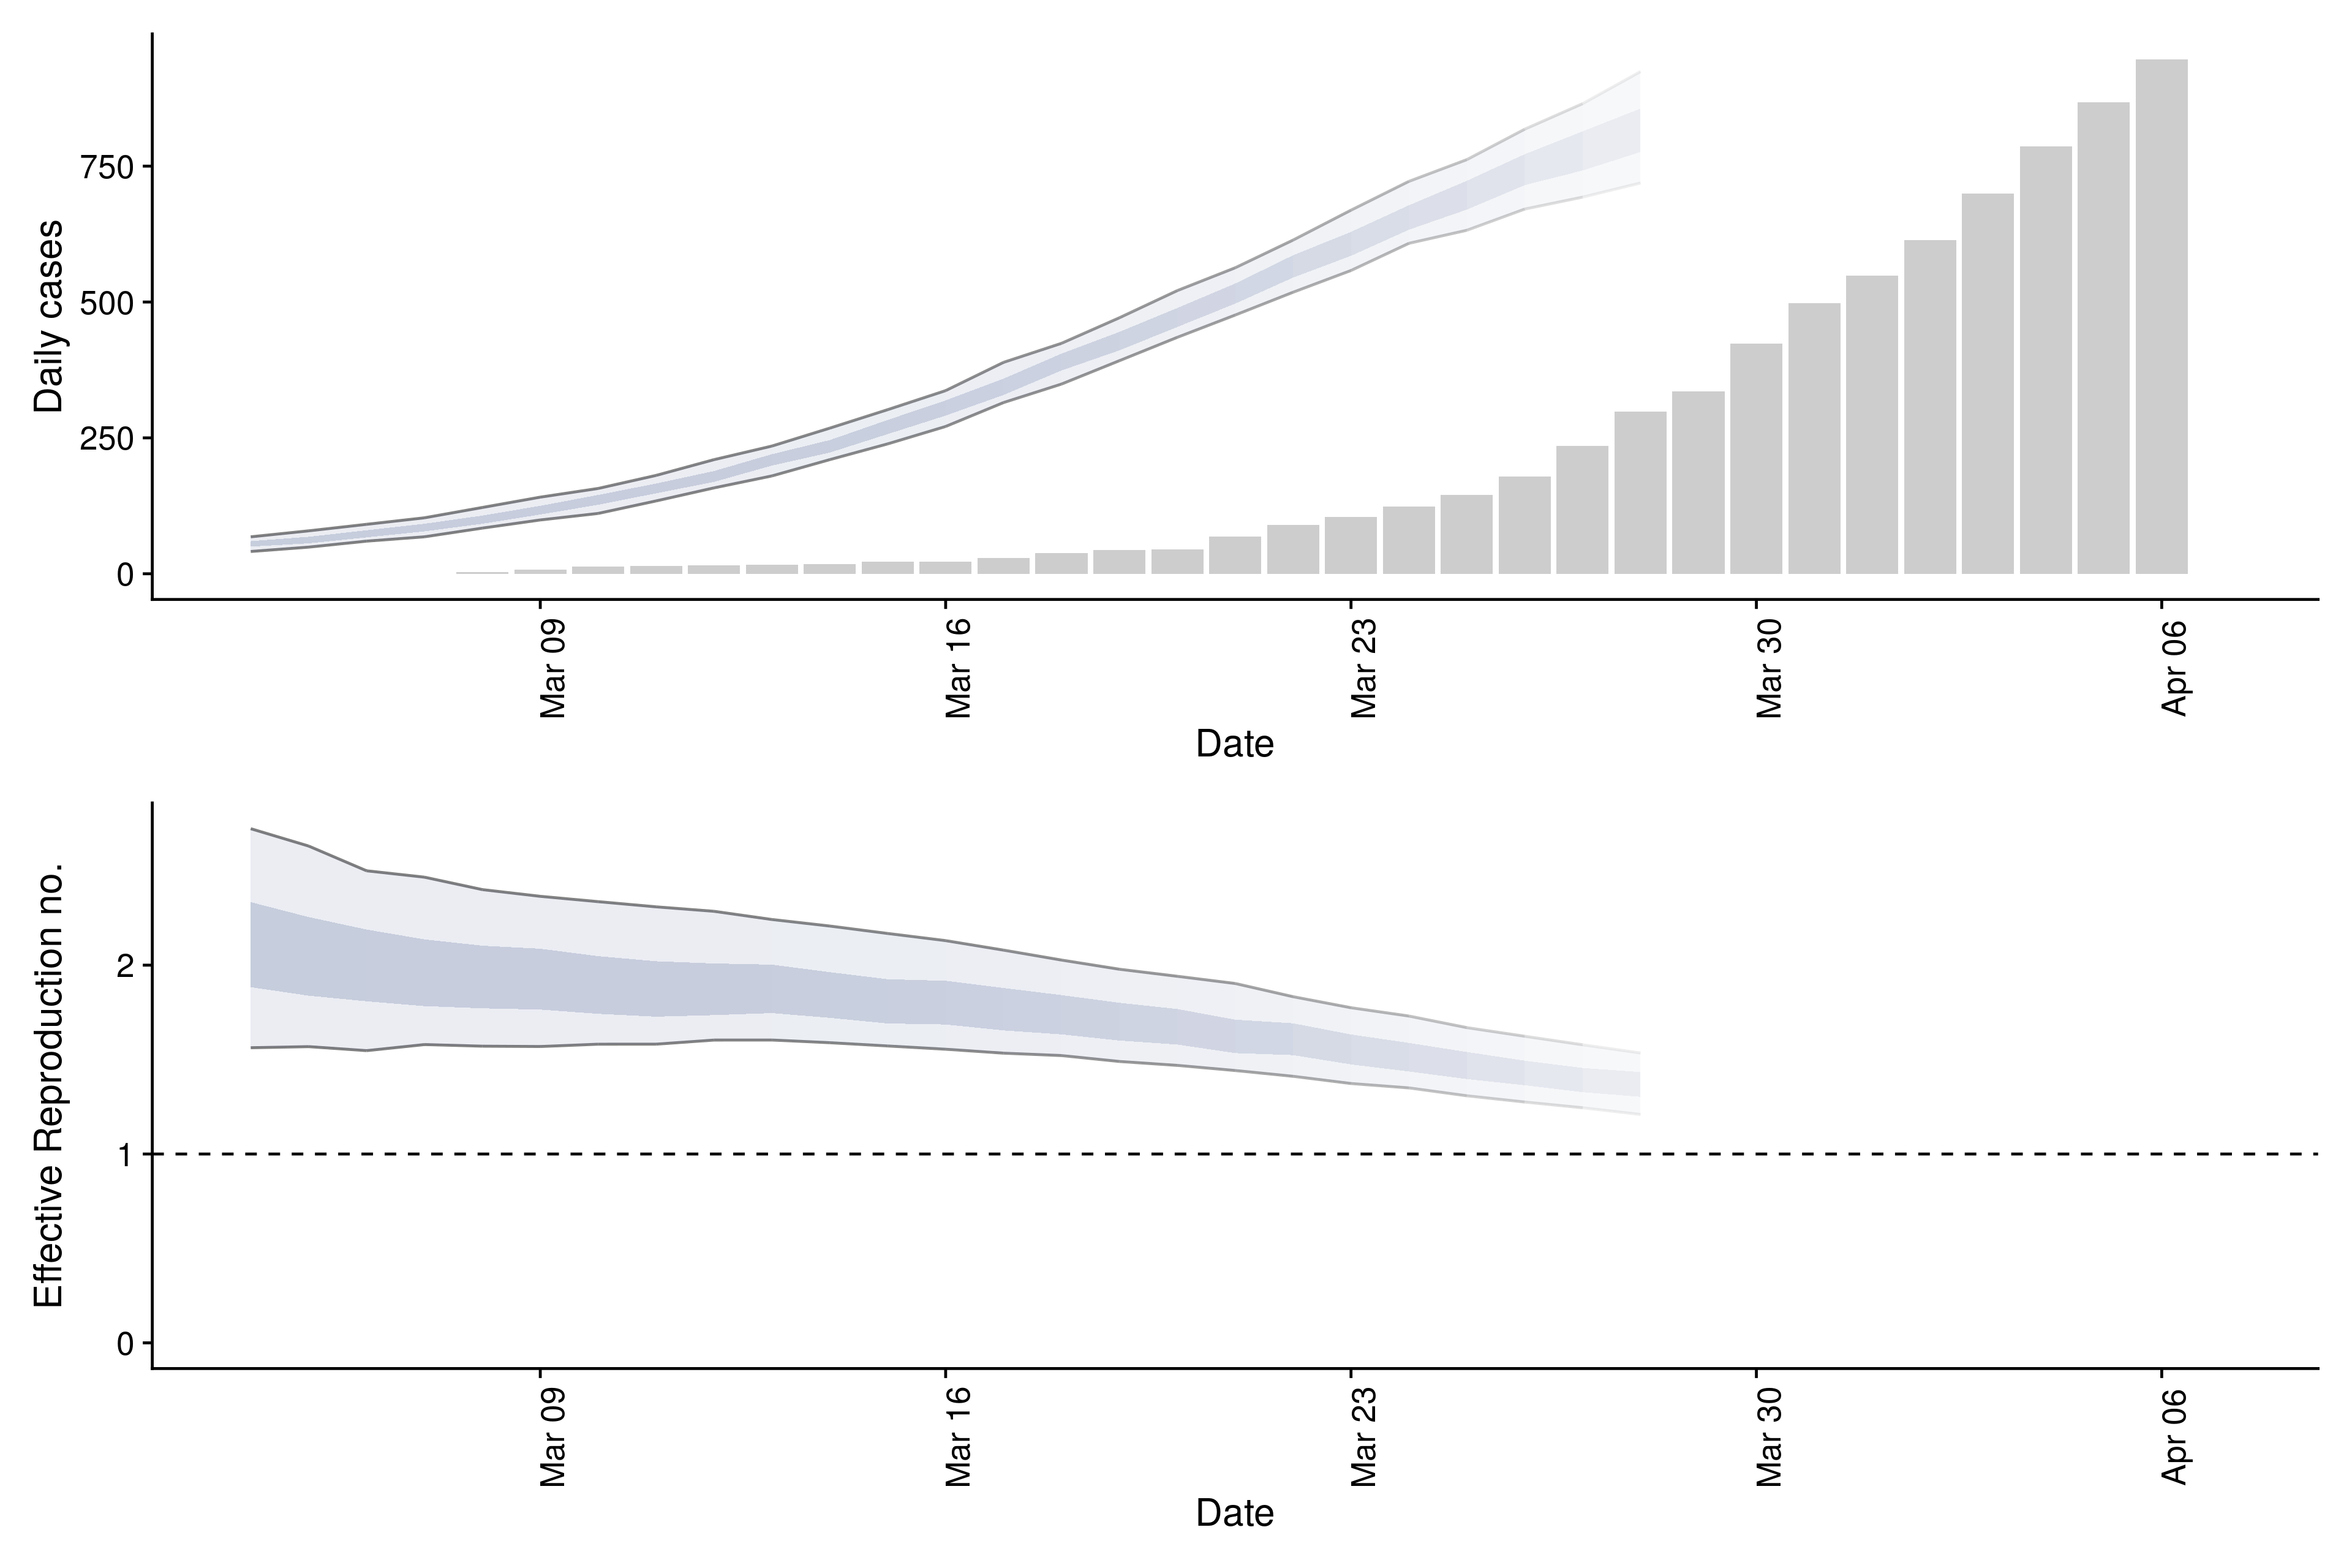 Daily cases
750
500
250
0
Mar 09
Mar 16
Mar 23
Mar 30
Apr 06
Date
Effective Reproduction no.
2
1
0
Mar 09
Mar 16
Mar 23
Mar 30
Apr 06
Date